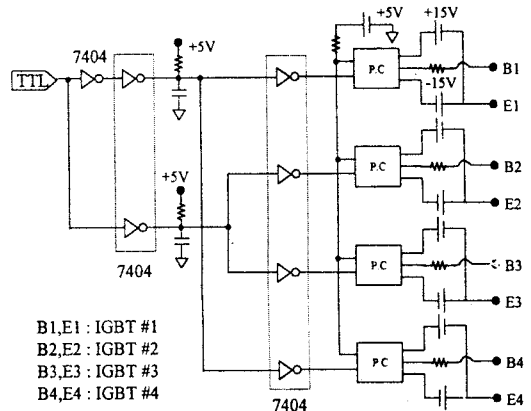 TTL
7404
+5V
+5V
7404
+5V
+15V
P.C
-15V
B1
E1
P.C
B2
E2
P.C
B3
E3
P.C
B4
E4
7404
B1,E1 : IGBT #1
B2,E2 : IGBT #2
B3,E3 : IGBT #3
B4,E4 : IGBT #4